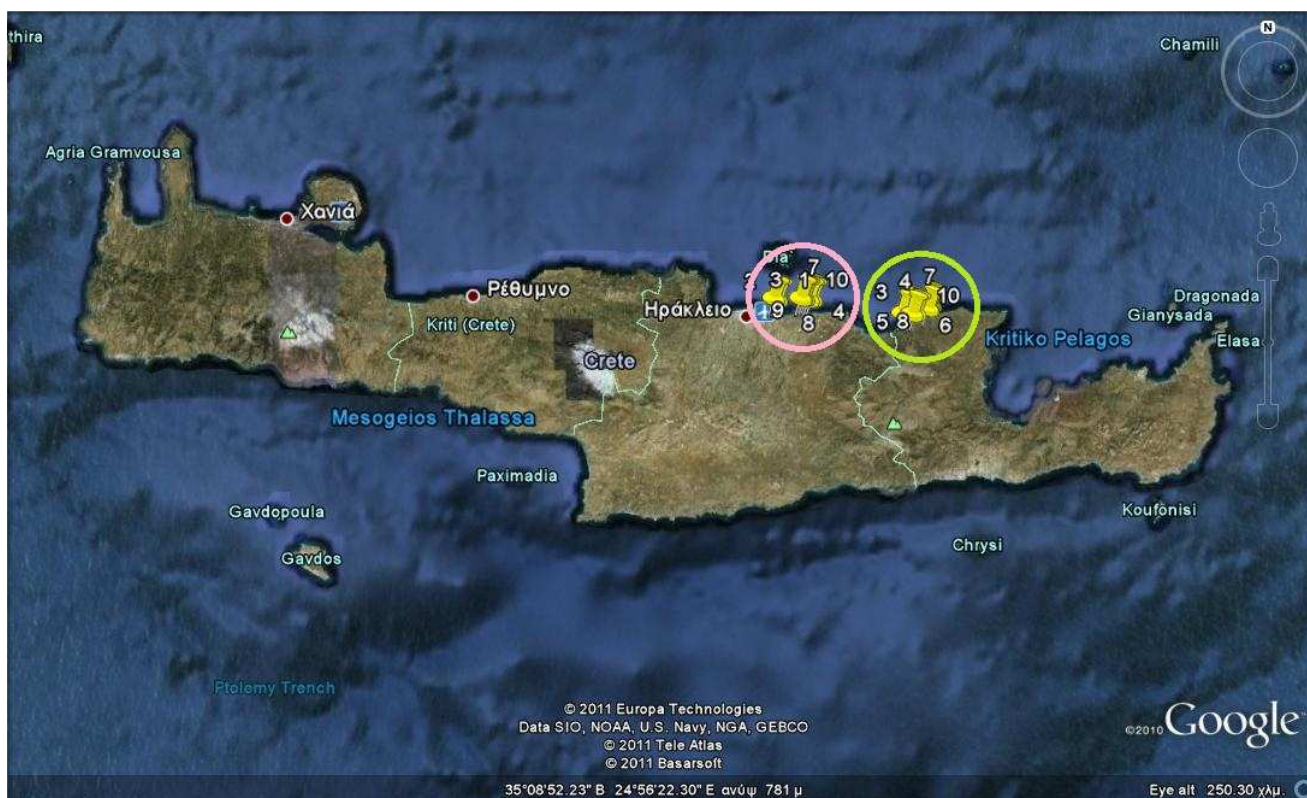 thira
N
Chamili
Agria Gramvousa
Χανιά
Dia
7
2 3 1 10
3 4 7 10
Ρέθυμνο
Ηράκλειο
9 8 4
5 8 6
Dragonada
Gianysada
Elasa
Kriti (Crete)
Kritiko Pelagos
Crete
Mesogeios Thalassa
Paximadia
Gavdopoula
Koufonisi
Gavdos
Chrysi
Ptolemy Trench
© 2011 Europa Technologies
Data SIO, NOAA, U.S. Navy, NGA, GEBCO
© 2011 Tele Atlas
© 2011 Basarsoft
©2010 Google
35°08'52.23" Β 24°56'22.30" Ε ανύψ 781 μ
Eye alt 250.30 χλμ.